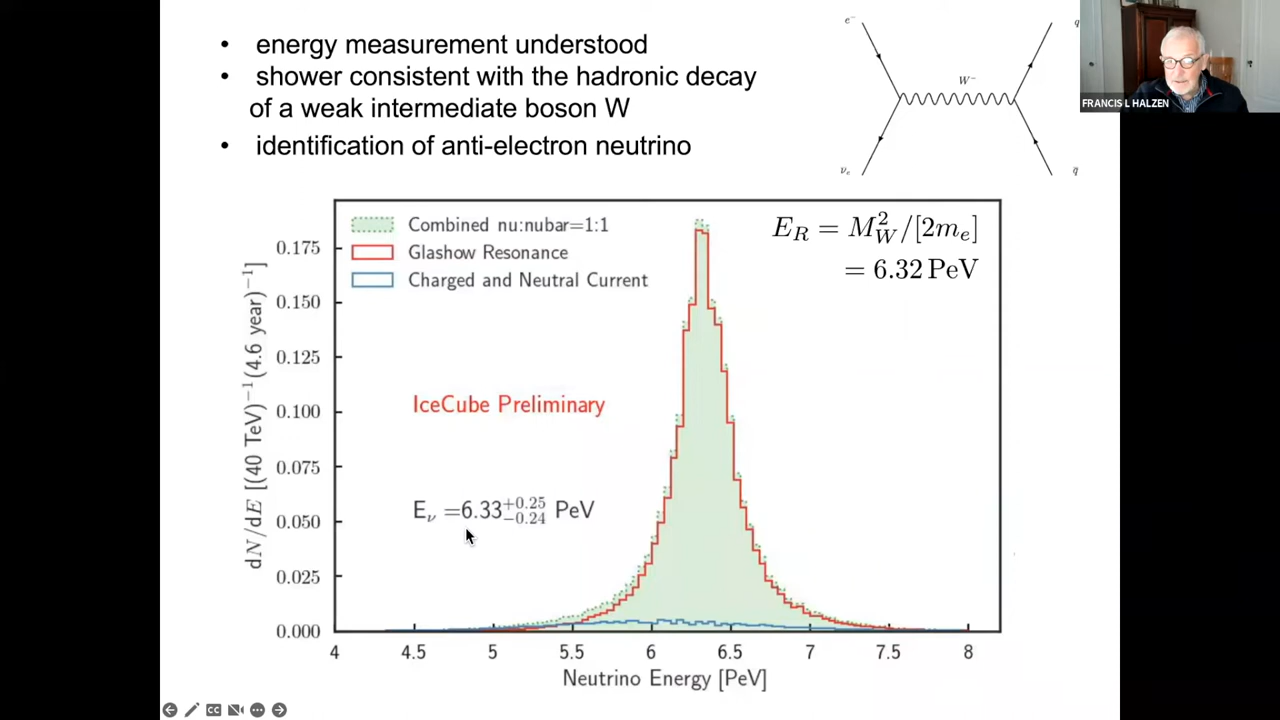 • energy measurement understood
• shower consistent with the hadronic decay
of a weak intermediate boson W
• identification of anti-electron neutrino
e⁻
q
W⁻
ν̄ₑ
q̄
FRANCIS L HALZEN
Combined nu:nubar=1:1
Glashow Resonance
Charged and Neutral Current
E_R = M_W²/[2mₑ]
= 6.32 PeV
IceCube Preliminary
E_ν =6.33 +0.25 −0.24 PeV
dN/dE [(40 TeV)⁻¹(4.6 year)⁻¹]
0.175
0.150
0.125
0.100
0.075
0.050
0.025
0.000
4 4.5 5 5.5 6 6.5 7 7.5 8
Neutrino Energy [PeV]
CC